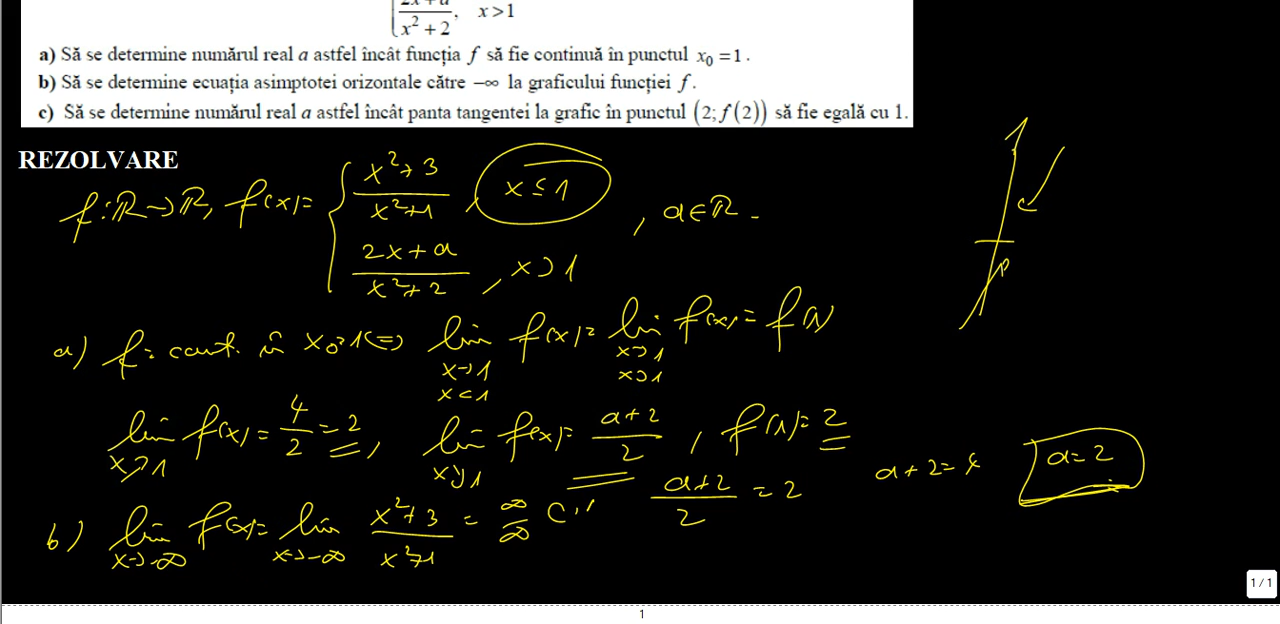 x² + 2, x > 1
a) Să se determine numărul real a astfel încât funcția f să fie continuă în punctul x₀ = 1.
b) Să se determine ecuația asimptotei orizontale către −∞ la graficului funcției f.
c) Să se determine numărul real a astfel încât panta tangentei la grafic în punctul (2; f(2)) să fie egală cu 1.
REZOLVARE
f: ℝ→ℝ, f(x) = { (x²+3)/(x²+1), x ≤ 1
(2x+a)/(x²+2), x > 1 , a∈ℝ
a) f: cont. în x₀=1 <=> lim x→1 x<1 f(x) = lim x→1 x>1 f(x) = f(1)
lim x↗1 f(x) = 4/2 = 2, lim x↘1 f(x) = (a+2)/2, f(1) = 2
(a+2)/2 = 2 a+2=4 a=2
b) lim x→-∞ f(x) = lim x→-∞ (x²+3)/(x²+1) = ∞/∞
1 / 1
1